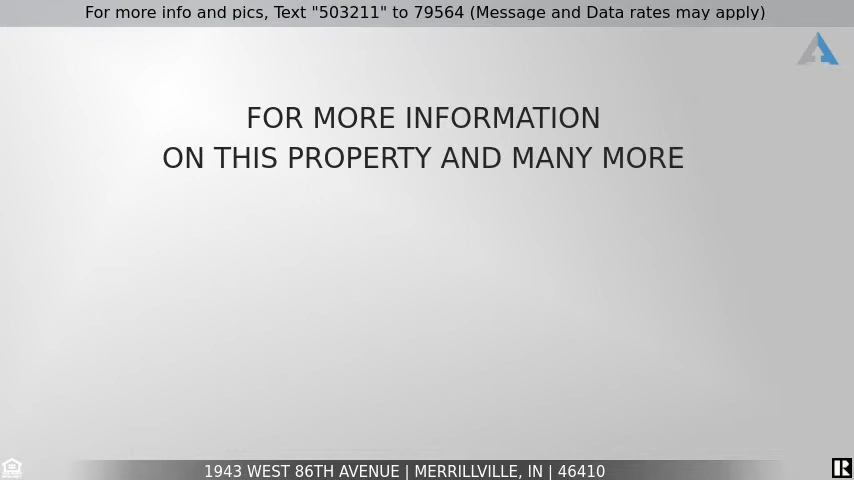 For more info and pics, Text "503211" to 79564 (Message and Data rates may apply)
FOR MORE INFORMATION
ON THIS PROPERTY AND MANY MORE
1943 WEST 86TH AVENUE | MERRILLVILLE, IN | 46410